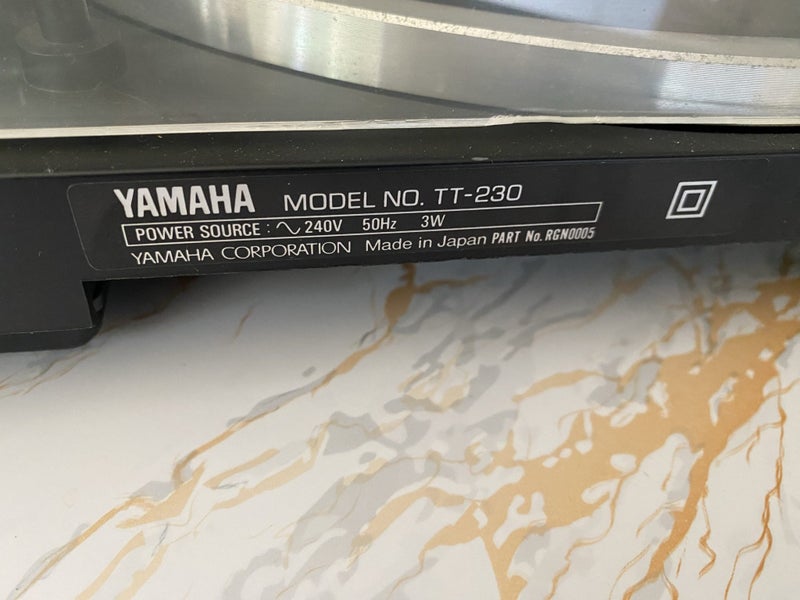 YAMAHA MODEL NO. TT-230
POWER SOURCE : ∿ 240V 50Hz 3W
YAMAHA CORPORATION Made in Japan PART No. RGN0005